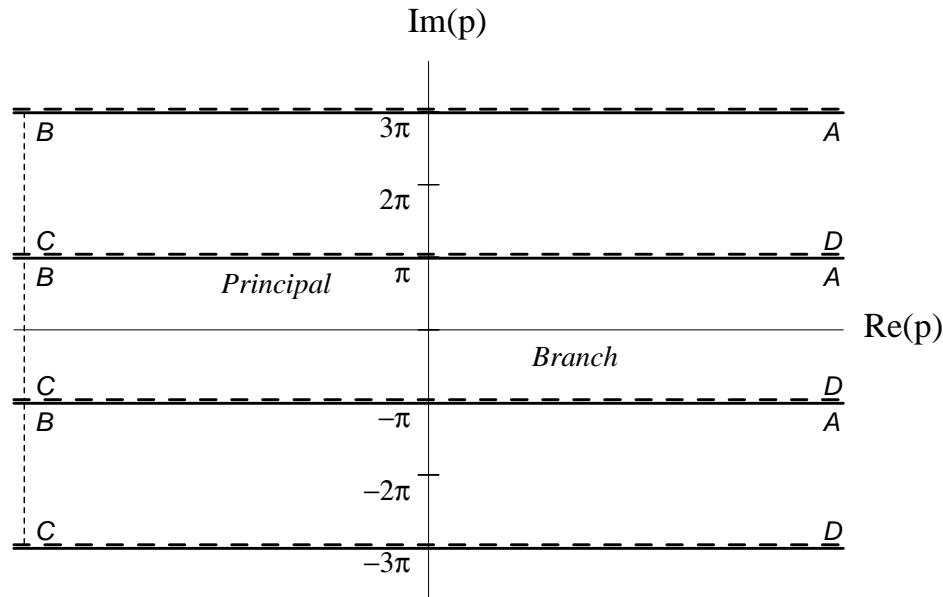 Im(p)
B 3π A
2π
C D
B π A
Principal
Re(p)
Branch
C D
B −π A
−2π
C D
−3π